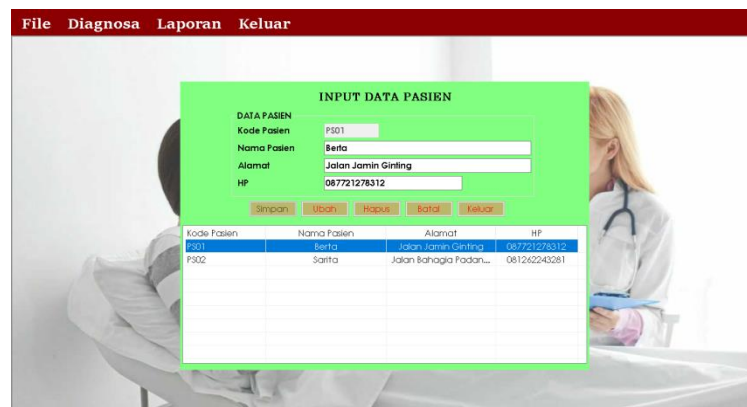 File Diagnosa Laporan Keluar
INPUT DATA PASIEN
DATA PASIEN
Kode Pasien PS01
Nama Pasien Berta
Alamat Jalan Jamin Ginting
HP 087721278312
Simpan Ubah Hapus Batal Keluar
Kode Pasien Nama Pasien Alamat HP
PS01 Berta Jalan Jamin Ginting 087721278312
PS02 Sarita Jalan Bahagia Padan... 081262243281